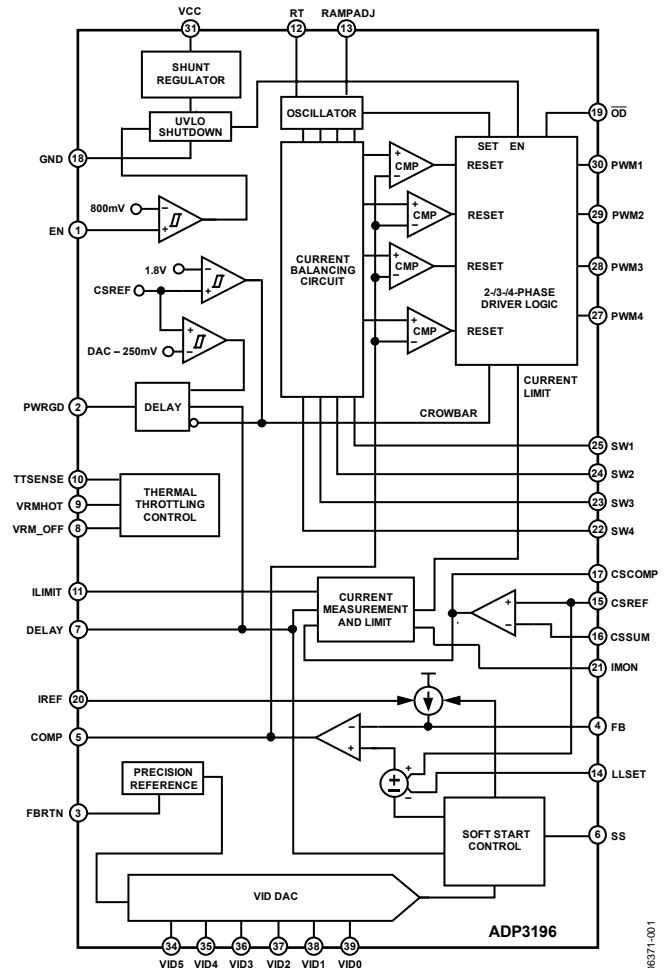 VCC
31
RT
12
RAMPADJ
13
SHUNT
REGULATOR
UVLO
SHUTDOWN
OSCILLATOR
19
OD
GND
18
SET EN
+
–
CMP
RESET
30
PWM1
800mV
–
+
EN
1
+
–
CMP
RESET
29
PWM2
1.8V
–
+
CSREF
CURRENT
BALANCING
CIRCUIT
+
–
CMP
RESET
28
PWM3
2-/3-/4-PHASE
DRIVER LOGIC
+
–
DAC – 250mV
+
–
CMP
RESET
27
PWM4
CURRENT
LIMIT
PWRGD
2
DELAY
CROWBAR
25
SW1
24
SW2
TTSENSE
10
VRMHOT
9
VRM_OFF
8
THERMAL
THROTTLING
CONTROL
23
SW3
22
SW4
17
CSCOMP
ILIMIT
11
CURRENT
MEASUREMENT
AND LIMIT
+
–
15
CSREF
DELAY
7
16
CSSUM
21
IMON
IREF
20
COMP
5
–
+
4
FB
PRECISION
REFERENCE
±
+
–
14
LLSET
FBRTN
3
SOFT START
CONTROL
6
SS
VID DAC
ADP3196
34
35
36
37
38
39
VID5
VID4
VID3
VID2
VID1
VID0
06371-001